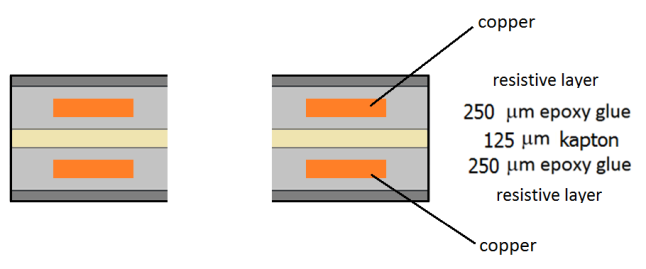 copper
resistive layer
250 μm epoxy glue
125 μm kapton
250 μm epoxy glue
resistive layer
copper